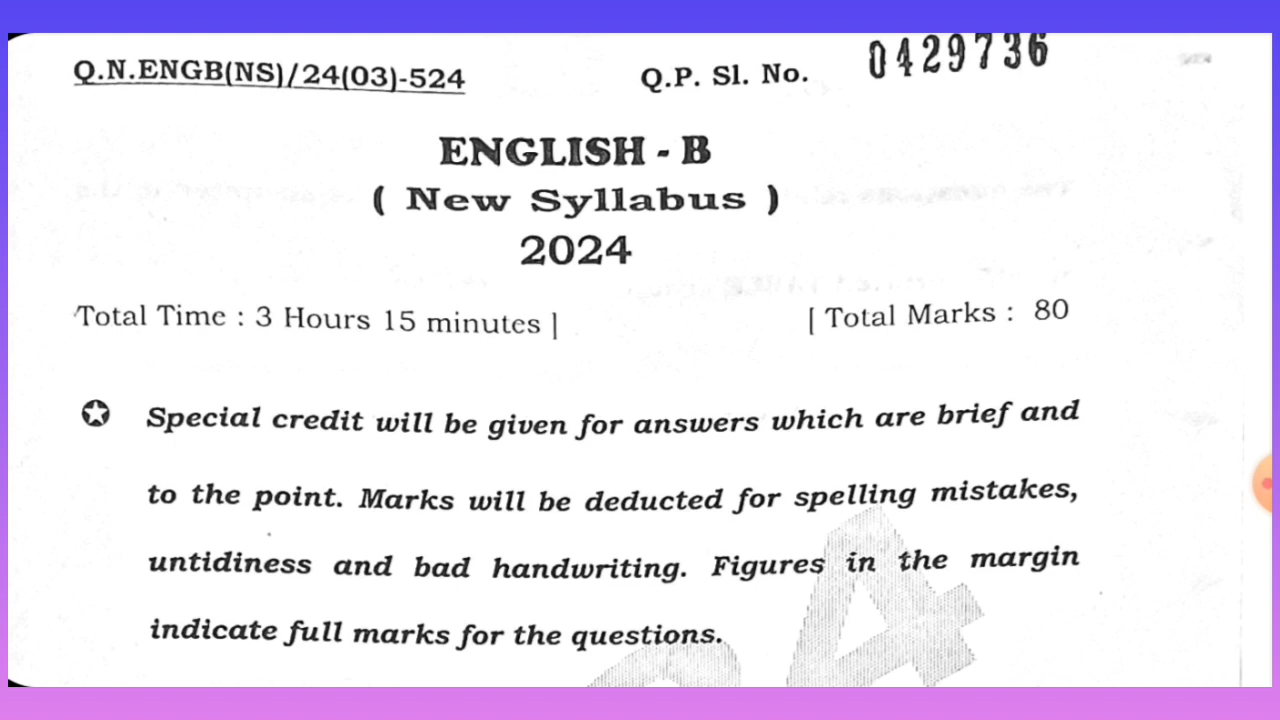 Q.N.ENGB(NS)/24(03)-524 Q.P. Sl. No. 0429736
ENGLISH - B
( New Syllabus )
2024
Total Time : 3 Hours 15 minutes ] [ Total Marks : 80
✪ Special credit will be given for answers which are brief and
to the point. Marks will be deducted for spelling mistakes,
untidiness and bad handwriting. Figures in the margin
indicate full marks for the questions.